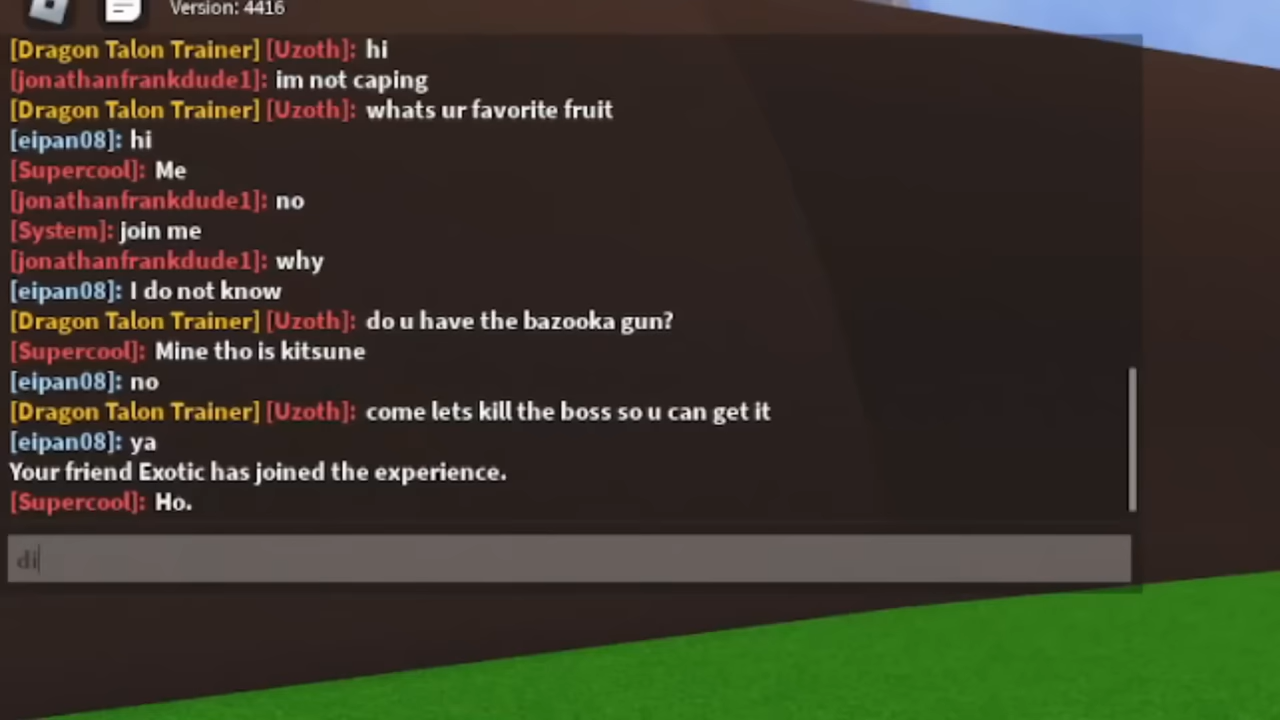 Version: 4416
[Dragon Talon Trainer] [Uzoth]: hi
[jonathanfrankdude1]: im not caping
[Dragon Talon Trainer] [Uzoth]: whats ur favorite fruit
[eipan08]: hi
[Supercool]: Me
[jonathanfrankdude1]: no
[System]: join me
[jonathanfrankdude1]: why
[eipan08]: I do not know
[Dragon Talon Trainer] [Uzoth]: do u have the bazooka gun?
[Supercool]: Mine tho is kitsune
[eipan08]: no
[Dragon Talon Trainer] [Uzoth]: come lets kill the boss so u can get it
[eipan08]: ya
Your friend Exotic has joined the experience.
[Supercool]: Ho.
di